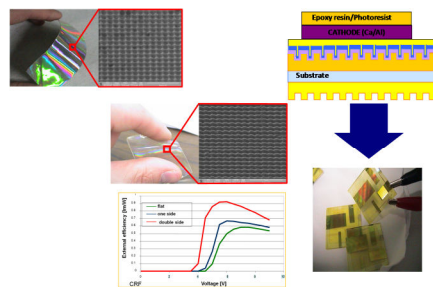 Epoxy resin/Photoresist
CATHODE (Ca/Al)
Substrate
flat
one side
double side
External efficiency [lm/W]
Voltage [V]
CRF